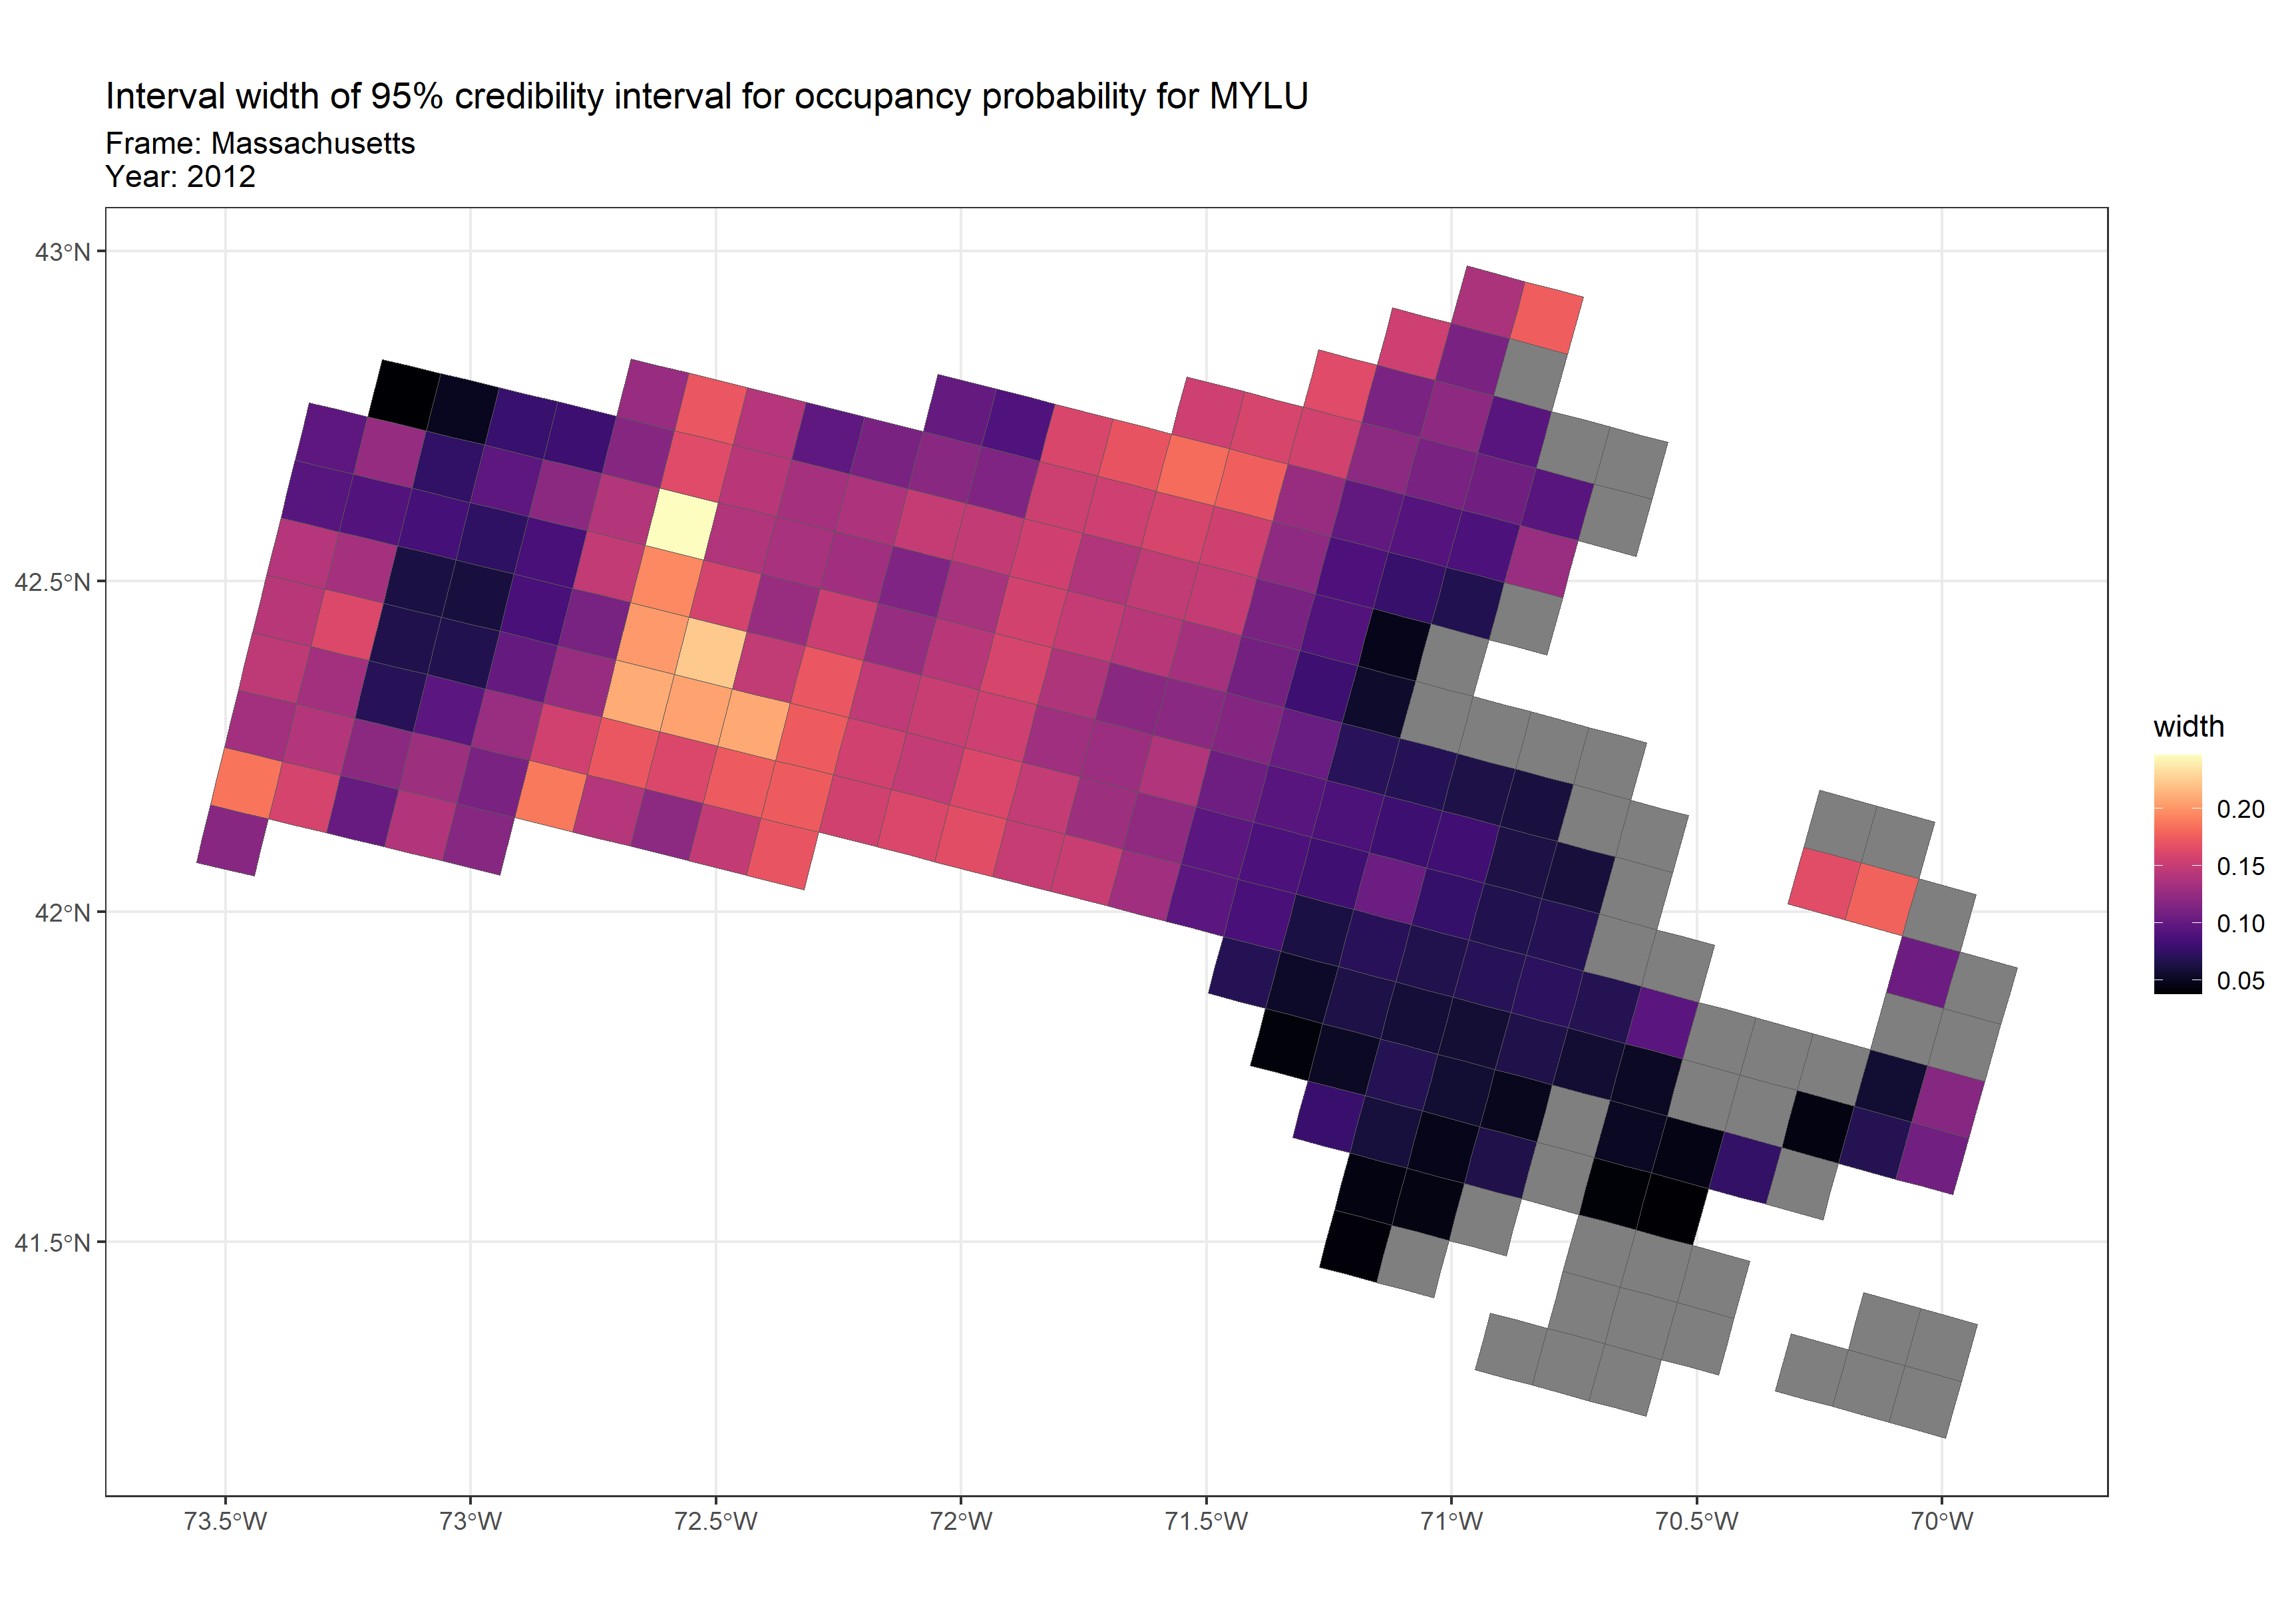 Interval width of 95% credibility interval for occupancy probability for MYLU
Frame: Massachusetts
Year: 2012
43°N
42.5°N
42°N
41.5°N
73.5°W
73°W
72.5°W
72°W
71.5°W
71°W
70.5°W
70°W
width
0.20
0.15
0.10
0.05